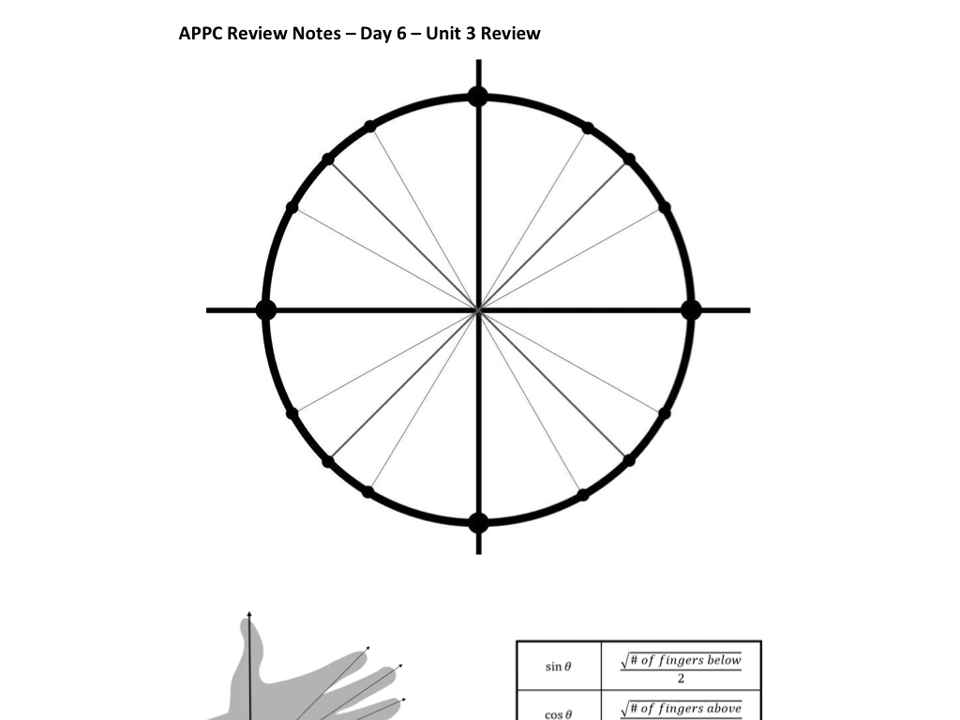 APPC Review Notes – Day 6 – Unit 3 Review
sin θ
√# of fingers below
2
cos θ
√# of fingers above